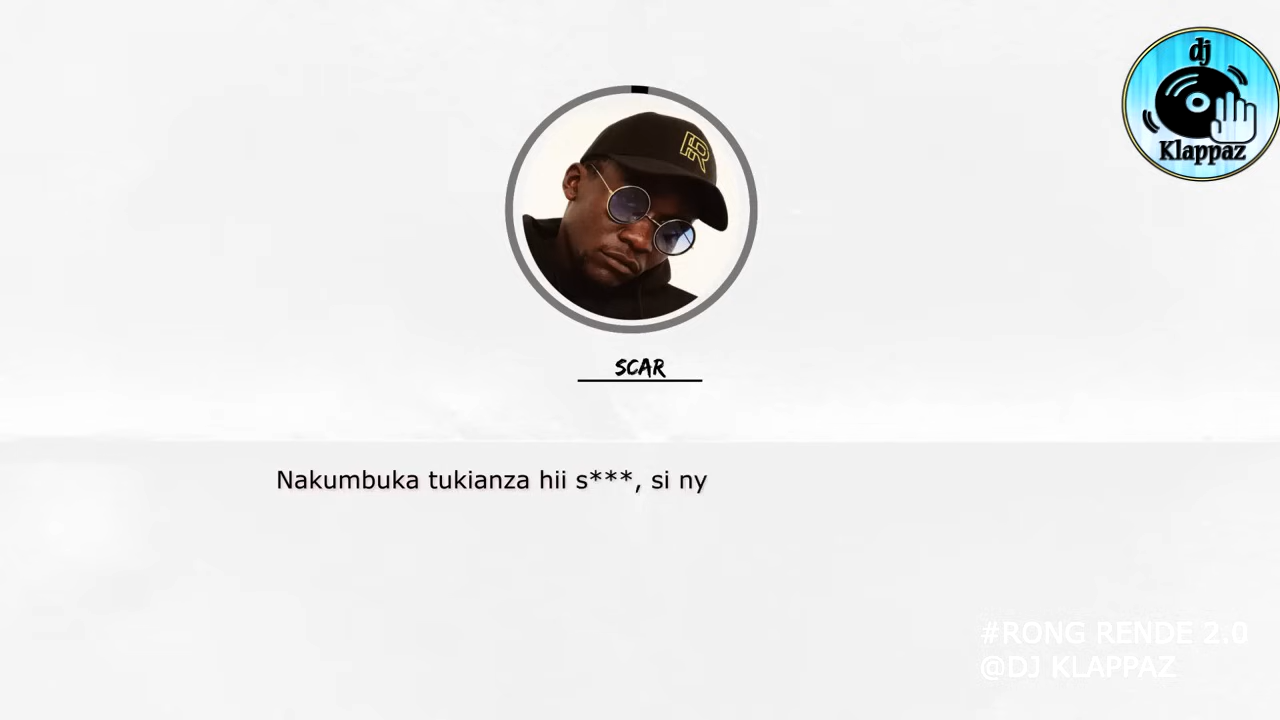 dj
Klappaz
R
SCAR
Nakumbuka tukianza hii s***, si ny
#RONG RENDE 2.0
@DJ KLAPPAZ